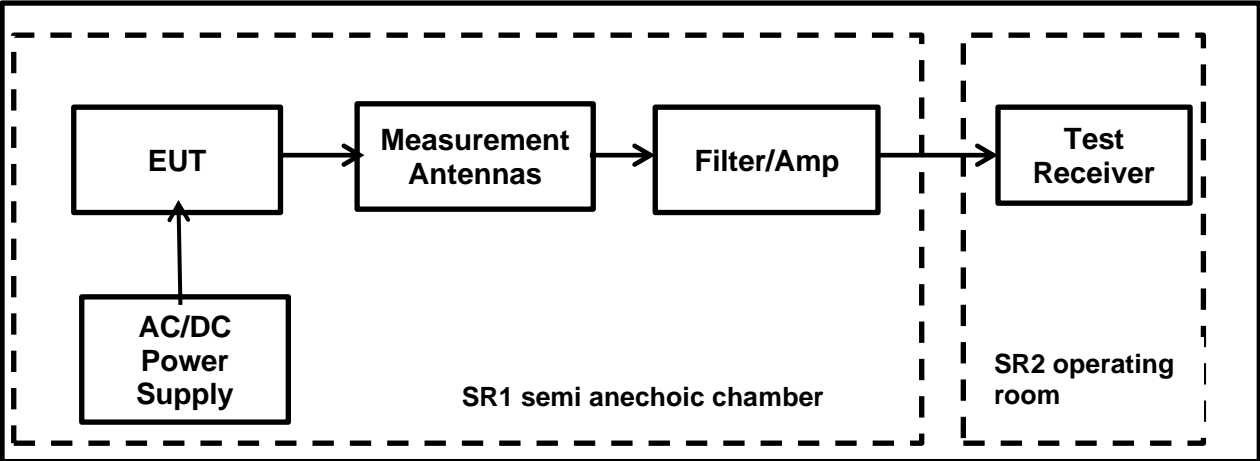 EUT
Measurement
Antennas
Filter/Amp
Test
Receiver
AC/DC
Power
Supply
SR1 semi anechoic chamber
SR2 operating
room